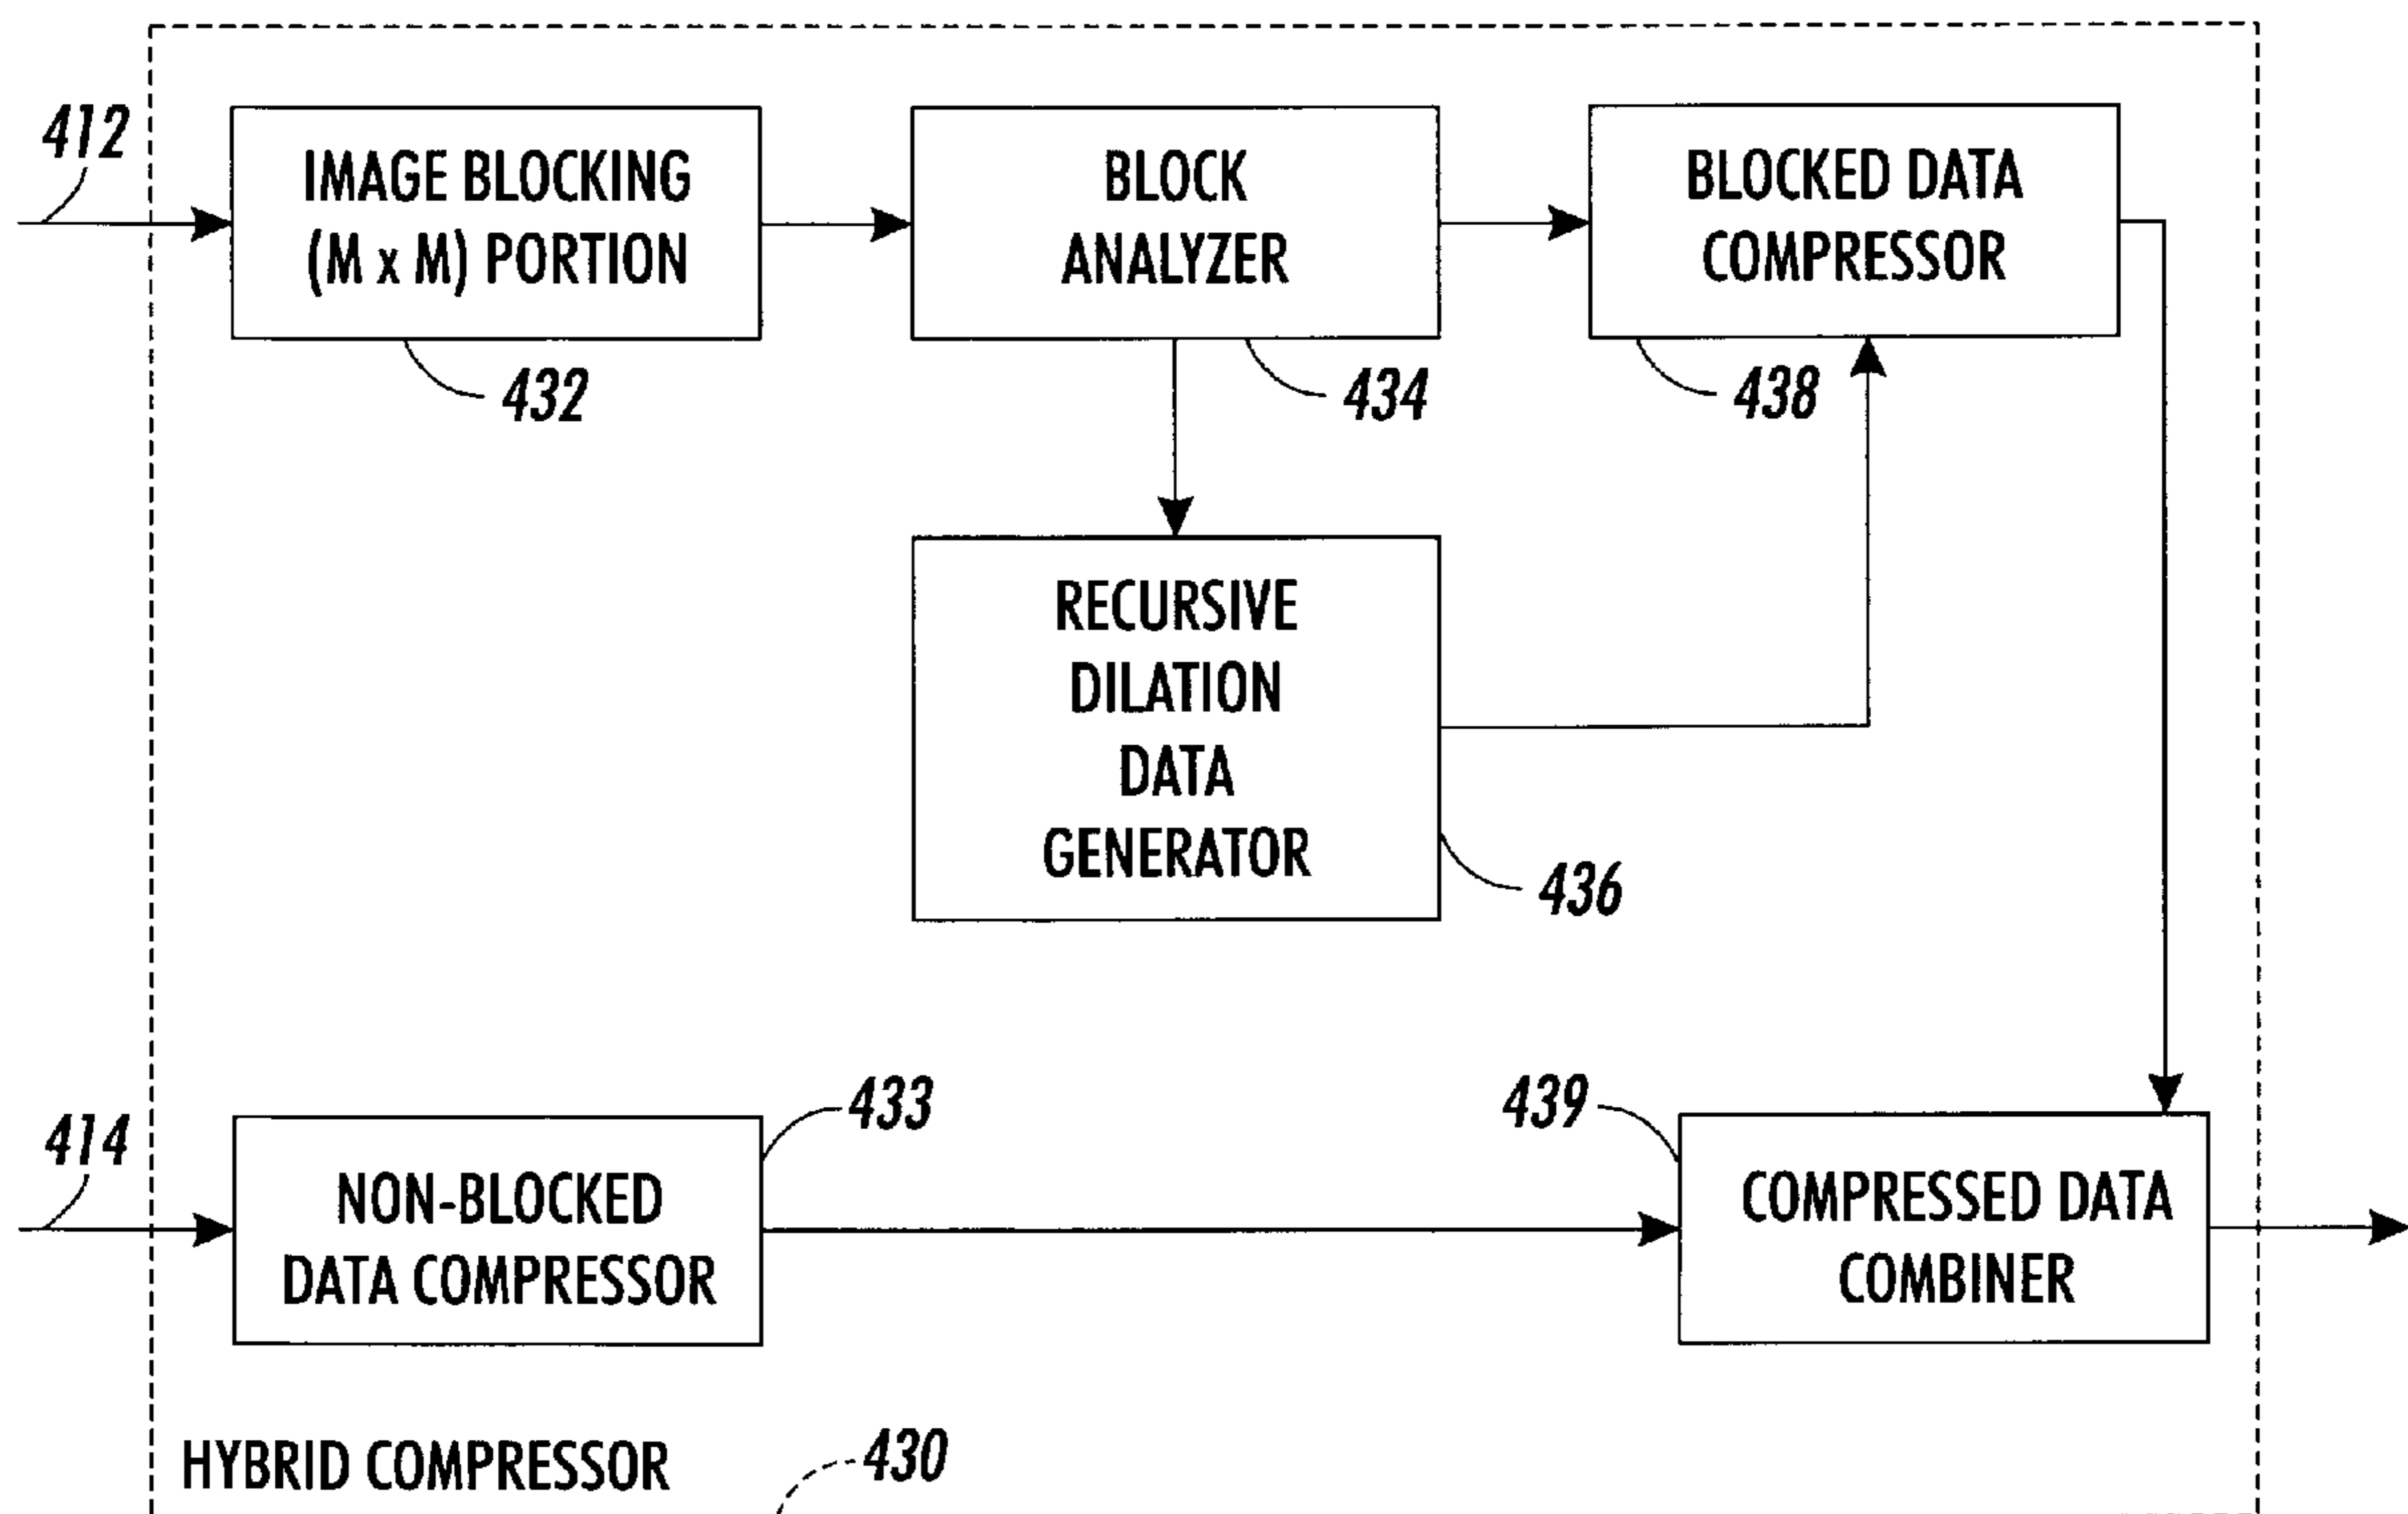 412
IMAGE BLOCKING
(M x M) PORTION
432
BLOCK
ANALYZER
434
BLOCKED DATA
COMPRESSOR
438
RECURSIVE
DILATION
DATA
GENERATOR
436
414
NON-BLOCKED
DATA COMPRESSOR
433
439
COMPRESSED DATA
COMBINER
HYBRID COMPRESSOR
430